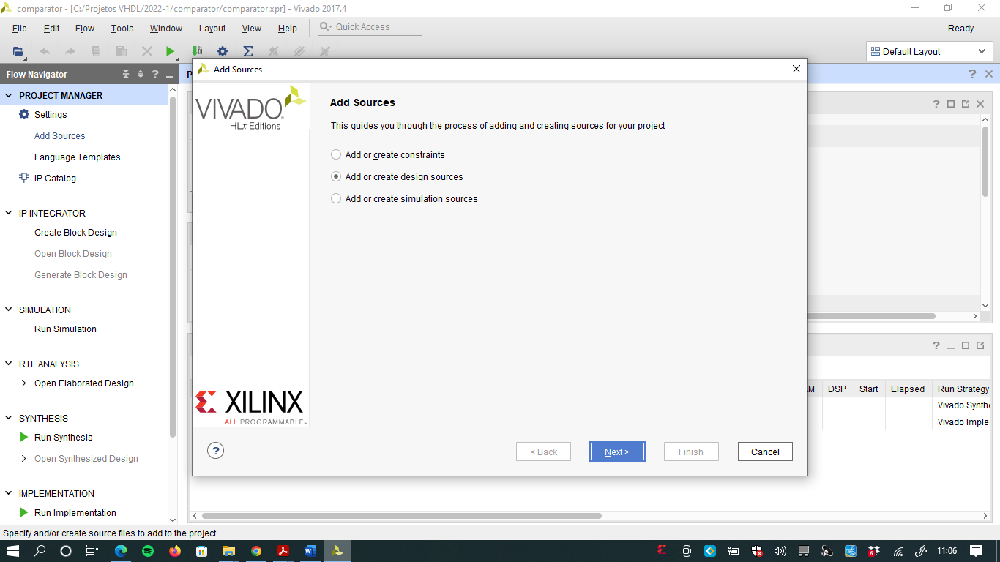 comparator - [C:/Projetos VHDL/2022-1/comparator/comparator.xpr] - Vivado 2017.4
File Edit Flow Tools Window Layout View Help Quick Access Ready
Default Layout
Flow Navigator
PROJECT MANAGER
Settings
Add Sources
Language Templates
IP Catalog
IP INTEGRATOR
Create Block Design
Open Block Design
Generate Block Design
SIMULATION
Run Simulation
RTL ANALYSIS
Open Elaborated Design
SYNTHESIS
Run Synthesis
Open Synthesized Design
IMPLEMENTATION
Run Implementation
Add Sources
VIVADO.
HLx Editions
Add Sources
This guides you through the process of adding and creating sources for your project
Add or create constraints
Add or create design sources
Add or create simulation sources
XILINX
ALL PROGRAMMABLE™
? < Back Next > Finish Cancel
DSP Start Elapsed Run Strategy
Vivado Synthe
Vivado Impler
Specify and/or create source files to add to the project
11:06